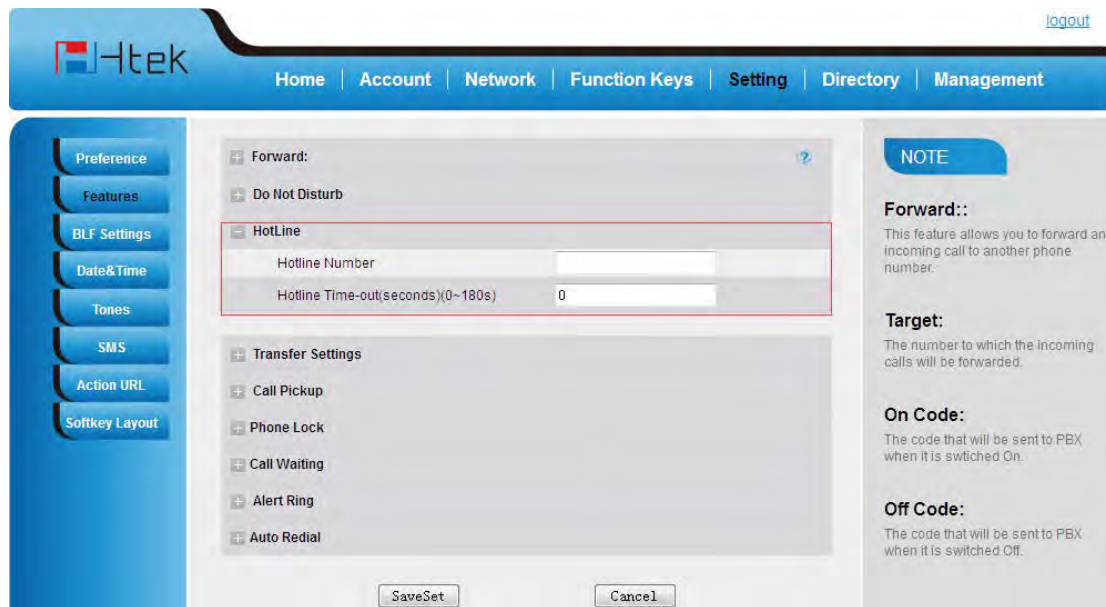 logout
Htek
Home | Account | Network | Function Keys | Setting | Directory | Management
Preference
Features
BLF Settings
Date&Time
Tones
SMS
Action URL
Softkey Layout
Forward:
Do Not Disturb
HotLine
Hotline Number
Hotline Time-out(seconds)(0~180s) 0
Transfer Settings
Call Pickup
Phone Lock
Call Waiting
Alert Ring
Auto Redial
SaveSet Cancel
NOTE
Forward::
This feature allows you to forward an
incoming call to another phone
number.
Target:
The number to which the incoming
calls will be forwarded.
On Code:
The code that will be sent to PBX
when it is swtiched On.
Off Code:
The code that will be sent to PBX
when it is switched Off.